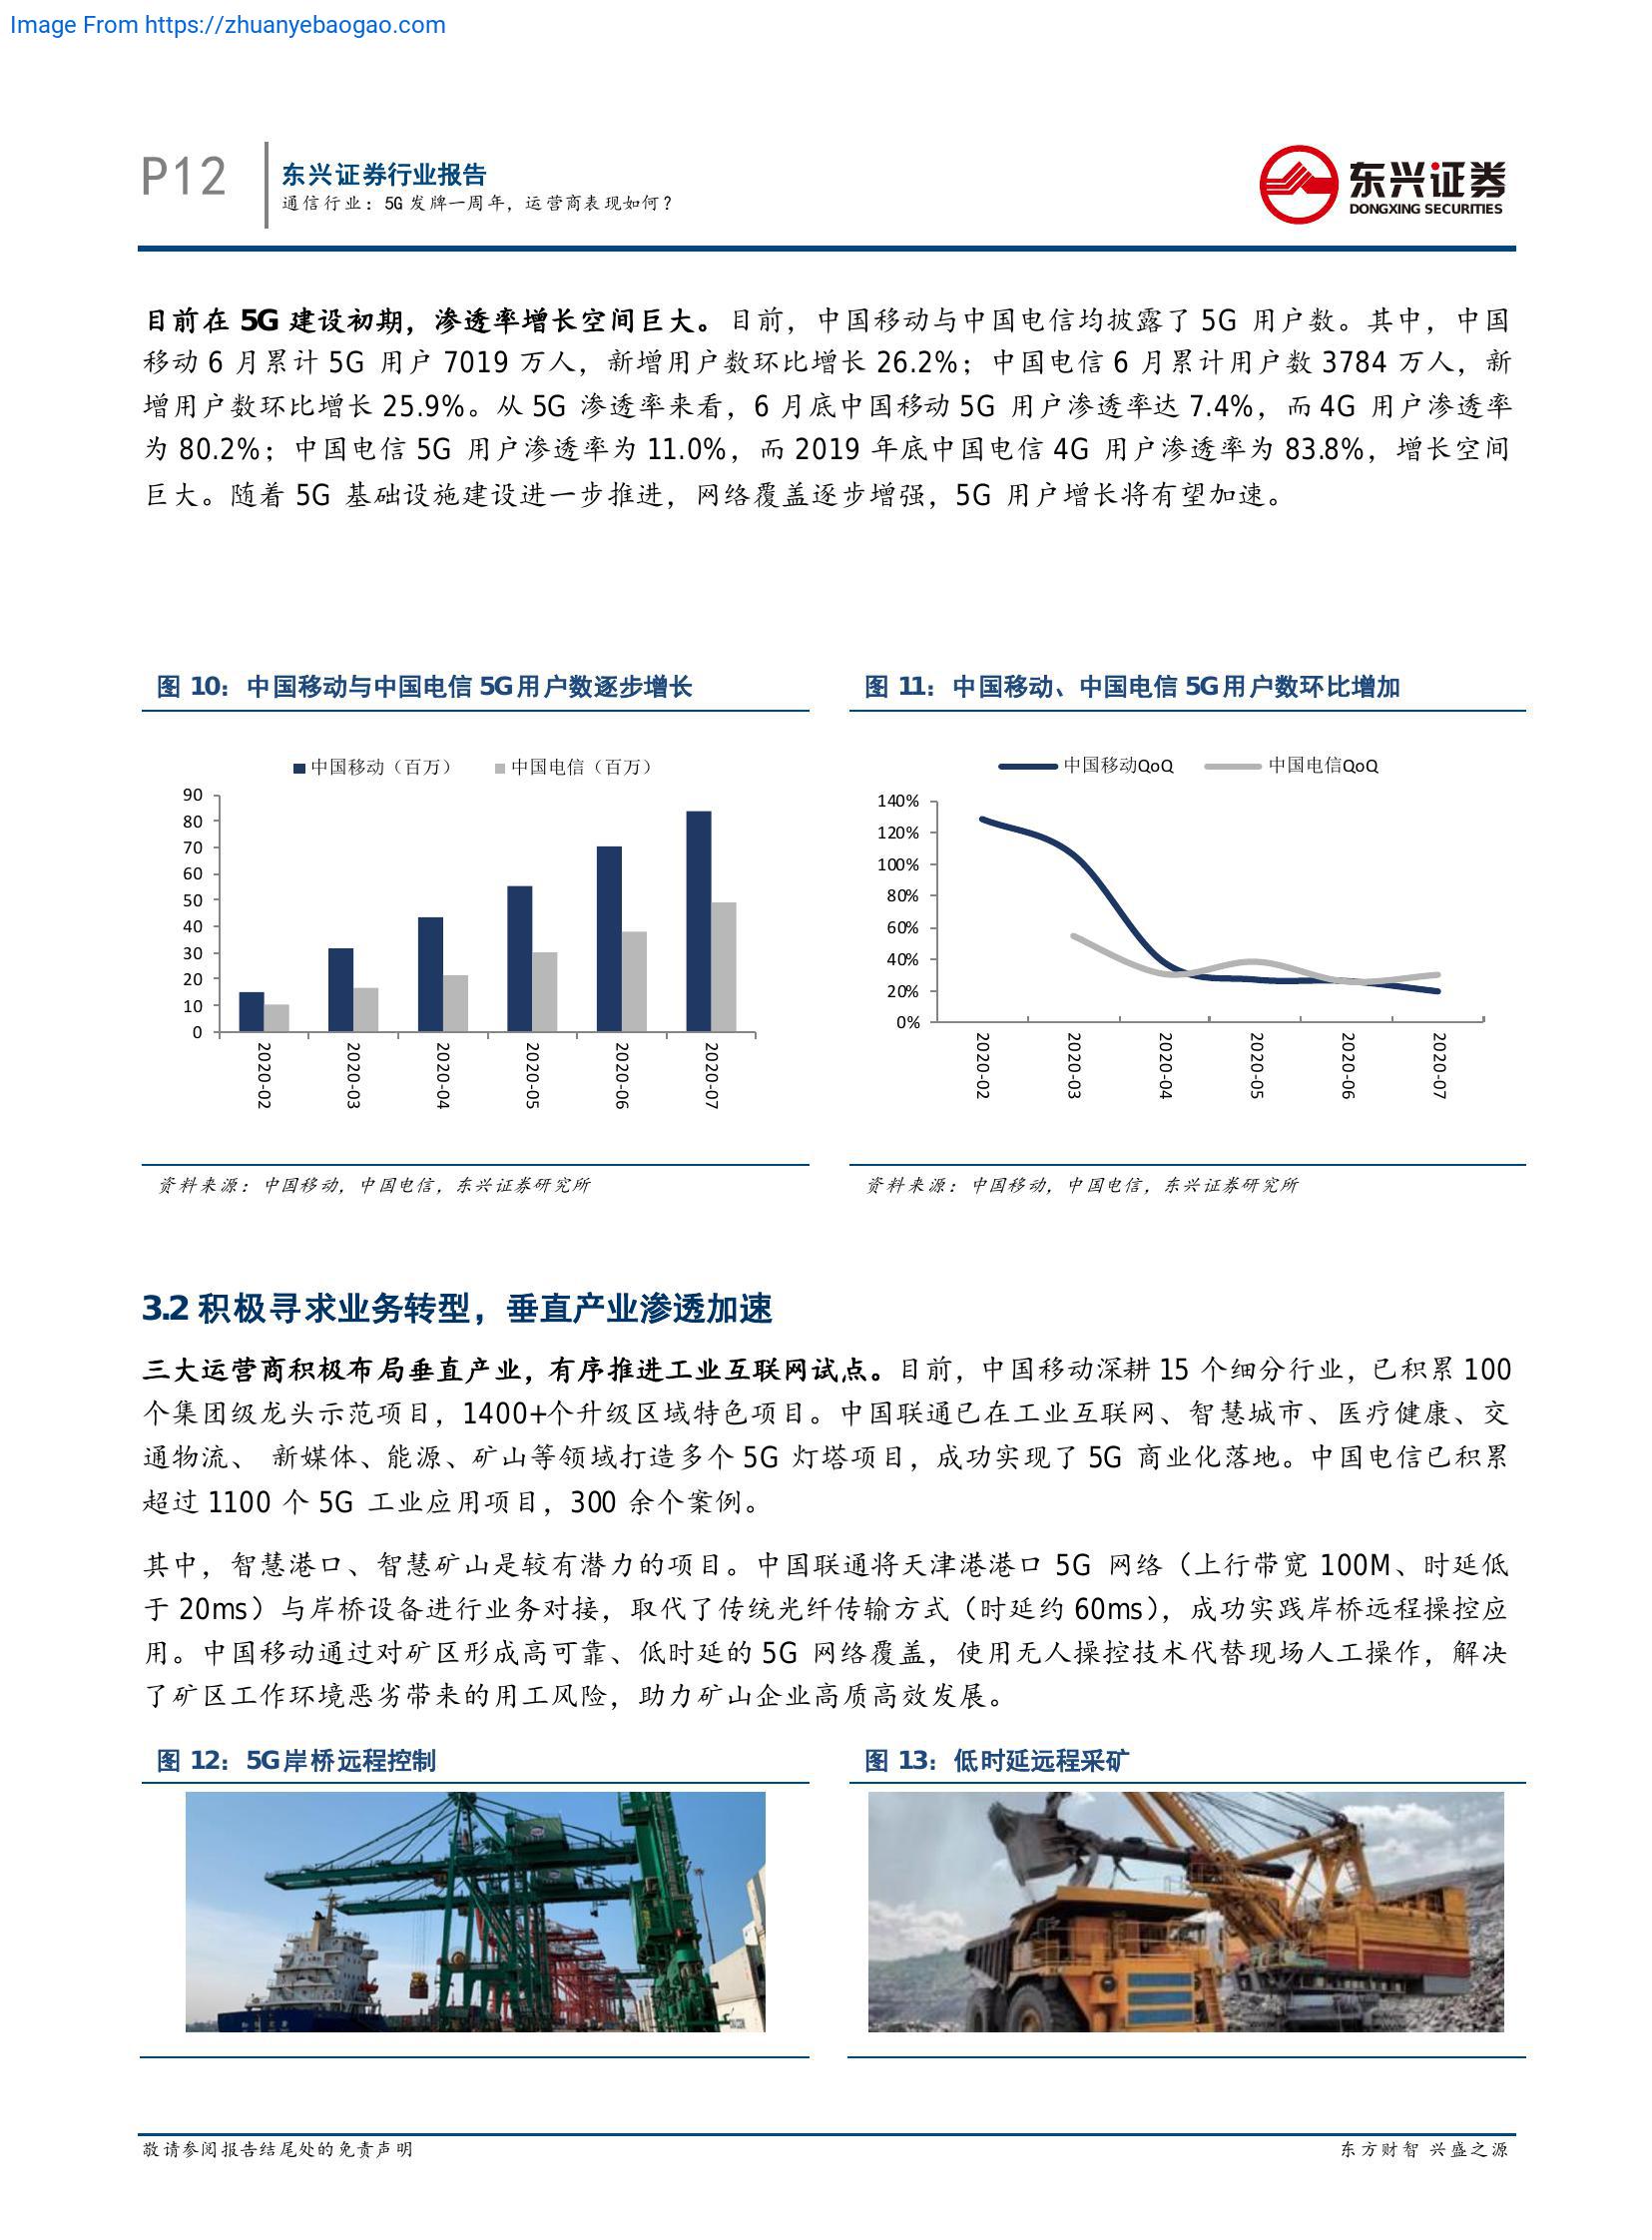 Image From https://zhuanyebaogao.com
P12
东兴证券行业报告
通信行业：5G 发牌一周年，运营商表现如何？
东兴证券
DONGXING SECURITIES
目前在 5G 建设初期，渗透率增长空间巨大。目前，中国移动与中国电信均披露了 5G 用户数。其中，中国
移动 6 月累计 5G 用户 7019 万人，新增用户数环比增长 26.2%；中国电信 6 月累计用户数 3784 万人，新
增用户数环比增长 25.9%。从 5G 渗透率来看，6 月底中国移动 5G 用户渗透率达 7.4%，而 4G 用户渗透率
为 80.2%；中国电信 5G 用户渗透率为 11.0%，而 2019 年底中国电信 4G 用户渗透率为 83.8%，增长空间
巨大。随着 5G 基础设施建设进一步推进，网络覆盖逐步增强，5G 用户增长将有望加速。
图 10：中国移动与中国电信 5G 用户数逐步增长
中国移动（百万） 中国电信（百万）
90
80
70
60
50
40
30
20
10
0
2020-02
2020-03
2020-04
2020-05
2020-06
2020-07
资料来源：中国移动，中国电信，东兴证券研究所
图 11：中国移动、中国电信 5G 用户数环比增加
中国移动QoQ 中国电信QoQ
140%
120%
100%
80%
60%
40%
20%
0%
2020-02
2020-03
2020-04
2020-05
2020-06
2020-07
资料来源：中国移动，中国电信，东兴证券研究所
3.2 积极寻求业务转型，垂直产业渗透加速
三大运营商积极布局垂直产业，有序推进工业互联网试点。目前，中国移动深耕 15 个细分行业，已积累 100
个集团级龙头示范项目，1400+个升级区域特色项目。中国联通已在工业互联网、智慧城市、医疗健康、交
通物流、 新媒体、能源、矿山等领域打造多个 5G 灯塔项目，成功实现了 5G 商业化落地。中国电信已积累
超过 1100 个 5G 工业应用项目，300 余个案例。
其中，智慧港口、智慧矿山是较有潜力的项目。中国联通将天津港港口 5G 网络（上行带宽 100M、时延低
于 20ms）与岸桥设备进行业务对接，取代了传统光纤传输方式（时延约 60ms），成功实践岸桥远程操控应
用。中国移动通过对矿区形成高可靠、低时延的 5G 网络覆盖，使用无人操控技术代替现场人工操作，解决
了矿区工作环境恶劣带来的用工风险，助力矿山企业高质高效发展。
图 12：5G 岸桥远程控制
图 13：低时延远程采矿
敬请参阅报告结尾处的免责声明
东方财智 兴盛之源